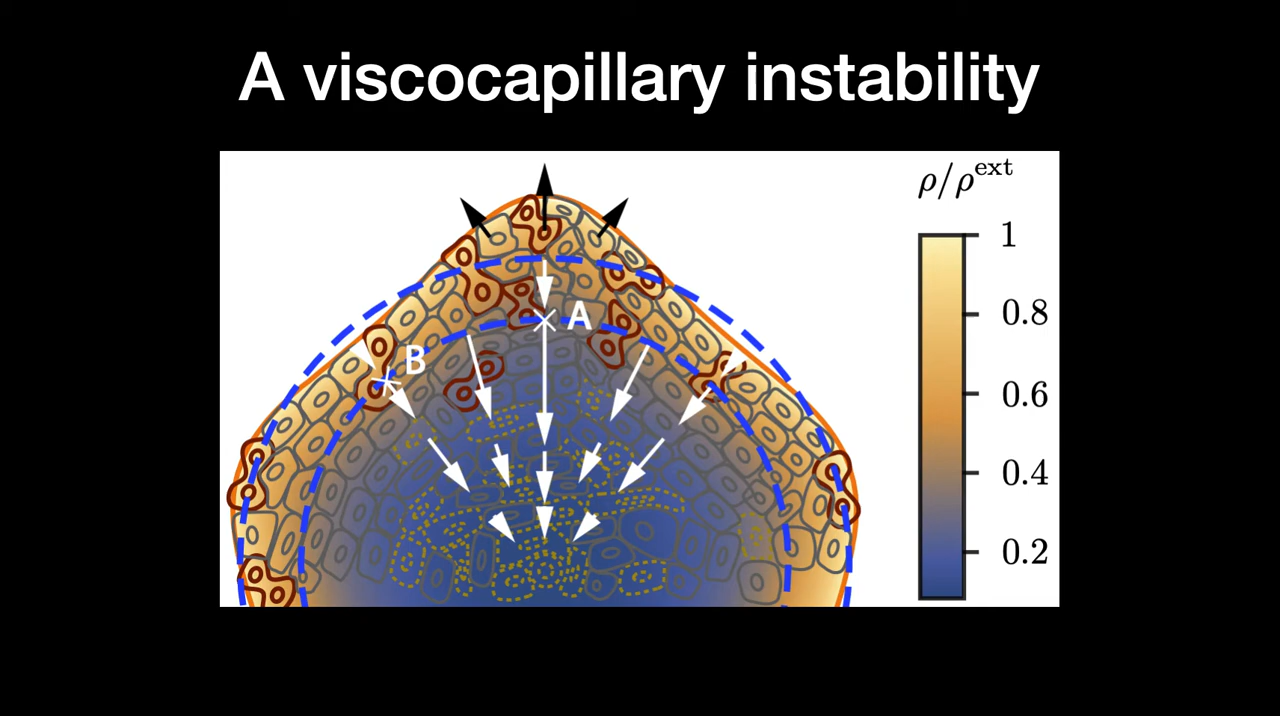 A viscocapillary instability
ρ/ρ^ext
1
0.8
0.6
0.4
0.2
A
B